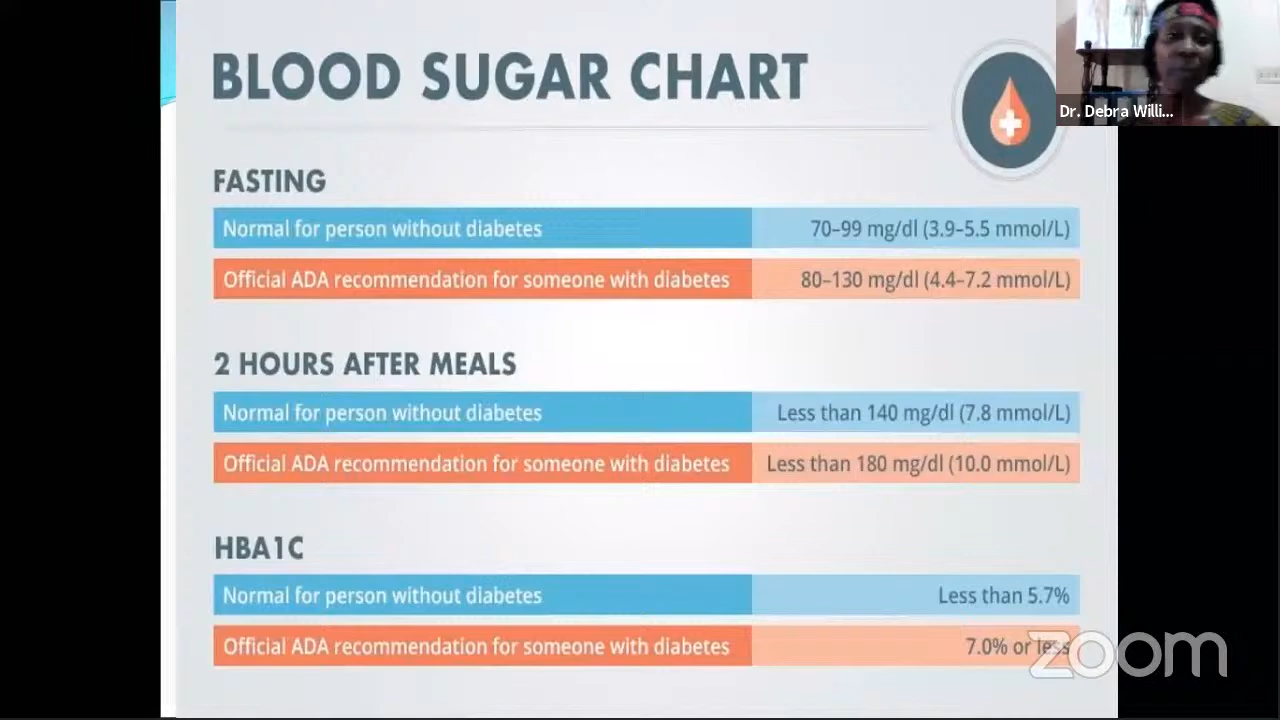 BLOOD SUGAR CHART
Dr. Debra Willi...
FASTING
Normal for person without diabetes 70–99 mg/dl (3.9–5.5 mmol/L)
Official ADA recommendation for someone with diabetes 80–130 mg/dl (4.4–7.2 mmol/L)
2 HOURS AFTER MEALS
Normal for person without diabetes Less than 140 mg/dl (7.8 mmol/L)
Official ADA recommendation for someone with diabetes Less than 180 mg/dl (10.0 mmol/L)
HBA1C
Normal for person without diabetes Less than 5.7%
Official ADA recommendation for someone with diabetes 7.0% or less
zoom